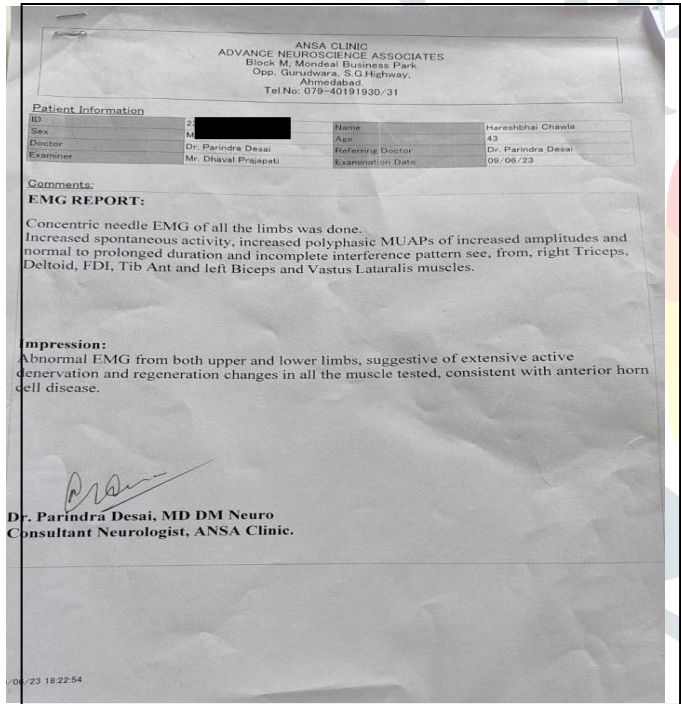 ANSA CLINIC
ADVANCE NEUROSCIENCE ASSOCIATES
Block M, Mondeal Business Park
Opp. Gurudwara, S.G.Highway,
Ahmedabad.
Tel.No: 079-40191930/31
Patient Information
ID 23 Name Hareshbhai Chawla
Sex M Age 43
Doctor Dr. Parindra Desai Referring Doctor Dr. Parindra Desai
Examiner Mr. Dhaval Prajapati Examination Date 09/06/23
Comments:
EMG REPORT:
Concentric needle EMG of all the limbs was done.
Increased spontaneous activity, increased polyphasic MUAPs of increased amplitudes and
normal to prolonged duration and incomplete interference pattern see, from, right Triceps,
Deltoid, FDI, Tib Ant and left Biceps and Vastus Lataralis muscles.
Impression:
Abnormal EMG from both upper and lower limbs, suggestive of extensive active
denervation and regeneration changes in all the muscle tested, consistent with anterior horn
cell disease.
Dr. Parindra Desai, MD DM Neuro
Consultant Neurologist, ANSA Clinic.
/06/23 18:22:54